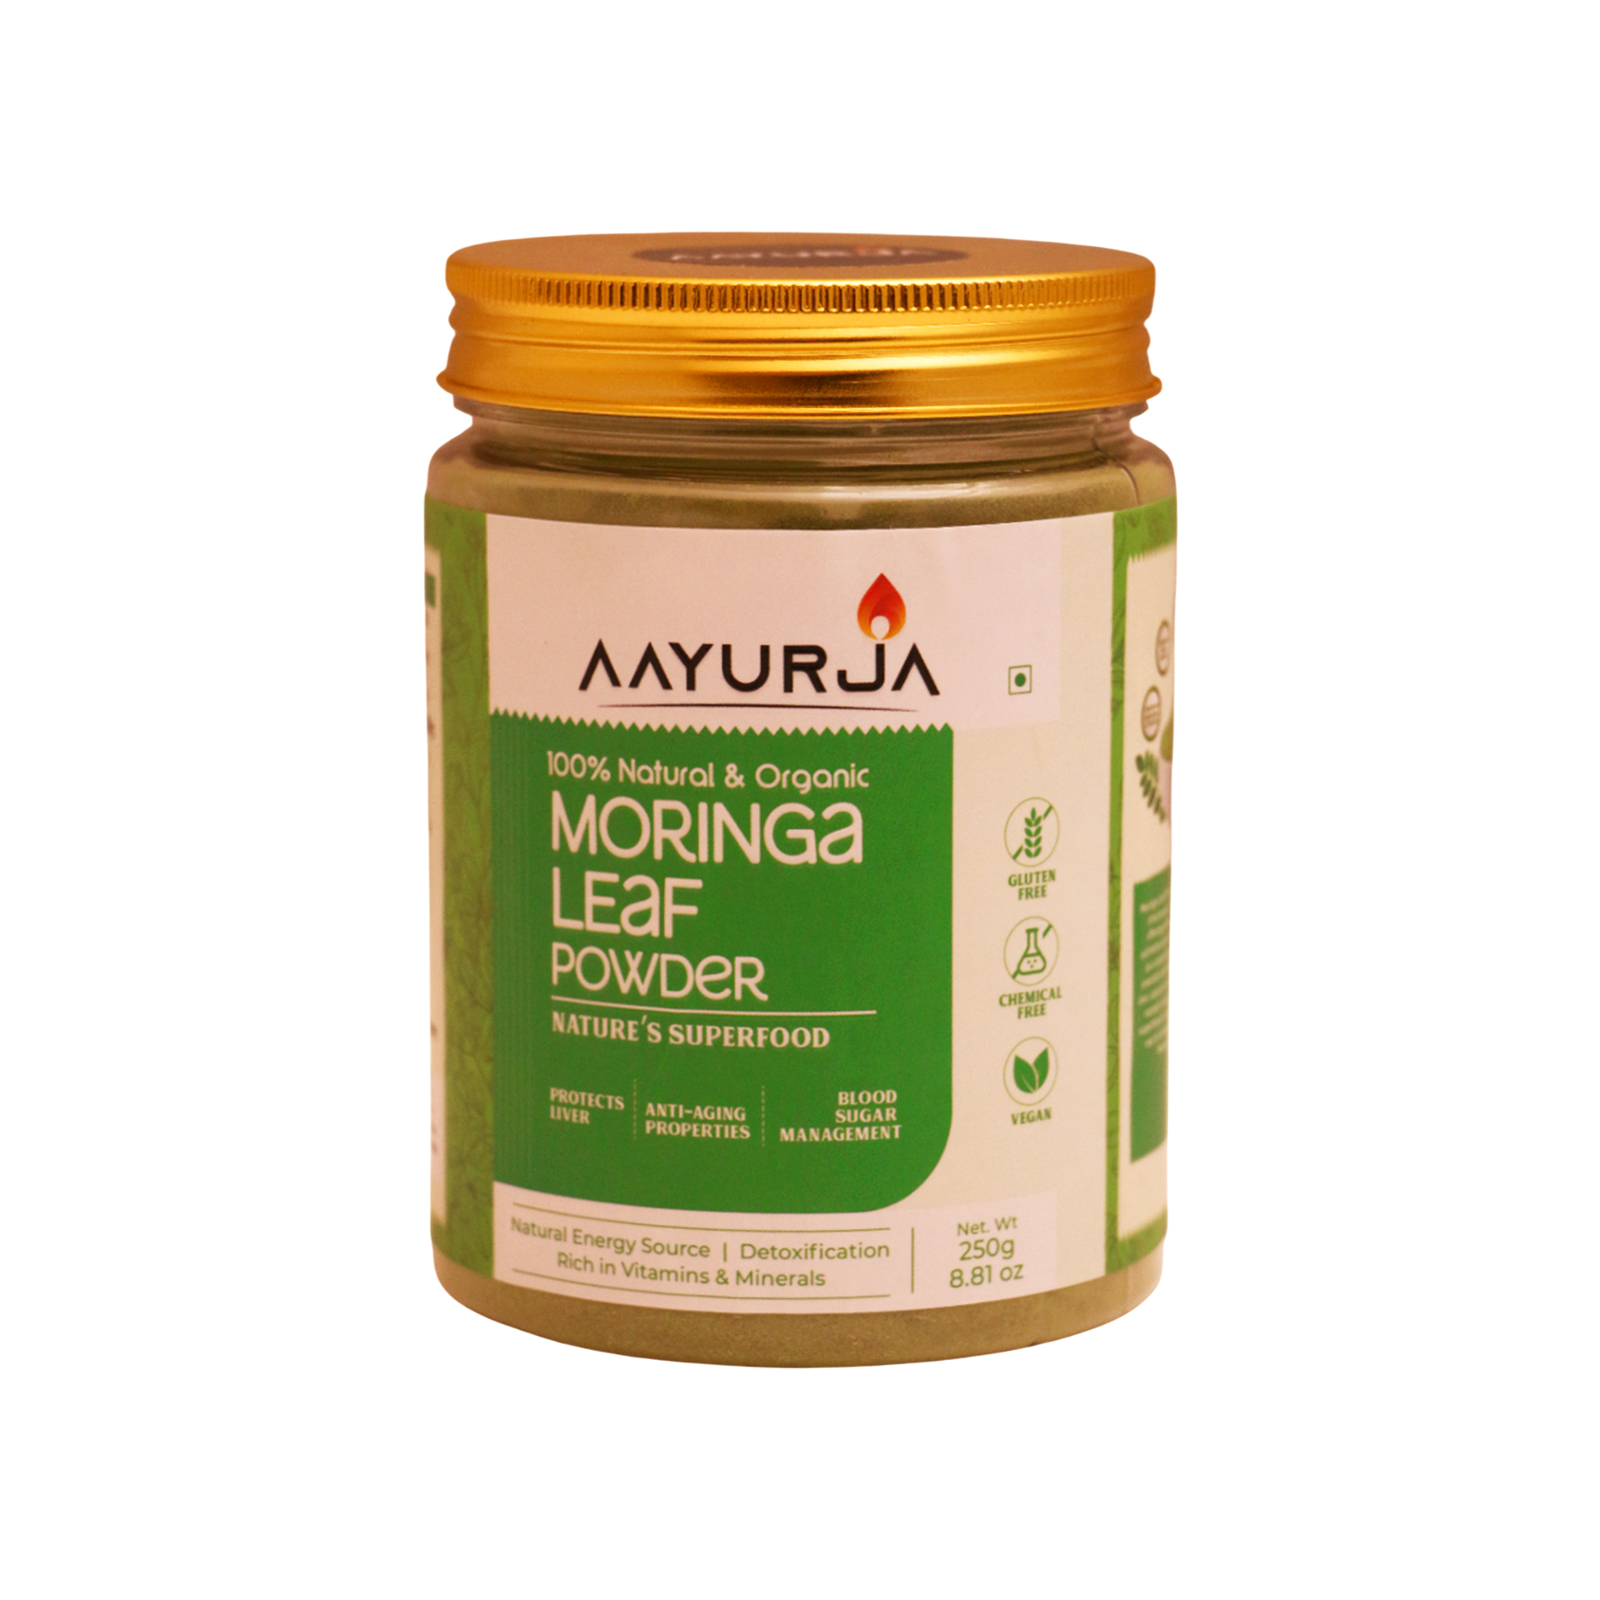 AAYURJA
AAYURJA
100% Natural & Organic
MORINGa
LEaF
POWDeR
NATURE'S SUPERFOOD
PROTECTS
LIVER
ANTI-AGING
PROPERTIES
BLOOD
SUGAR
MANAGEMENT
GLUTEN
FREE
CHEMICAL
FREE
VEGAN
Natural Energy Source | Detoxification
Rich in Vitamins & Minerals
Net. Wt
250g
8.81 oz